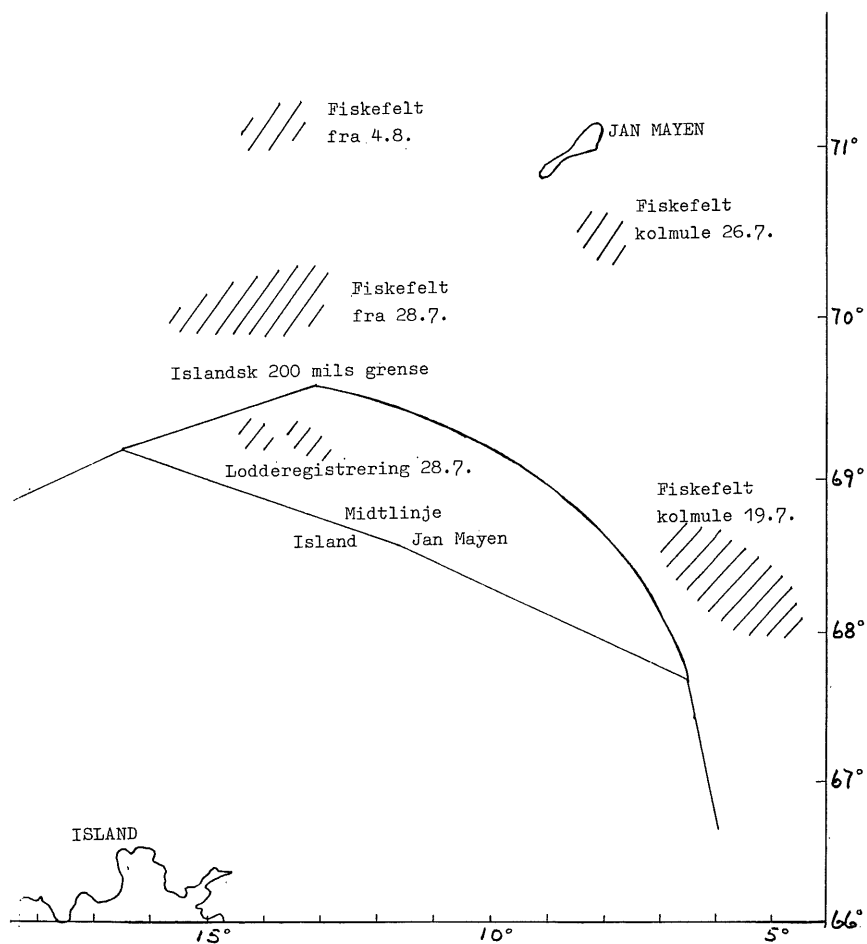 Fiskefelt
fra 4.8.
JAN MAYEN
71°
Fiskefelt
kolmule 26.7.
Fiskefelt
fra 28.7.
70°
Islandsk 200 mils grense
69°
Lodderegistrering 28.7.
Fiskefelt
kolmule 19.7.
Midtlinje
Island Jan Mayen
68°
67°
ISLAND
66°
15° 10° 5°